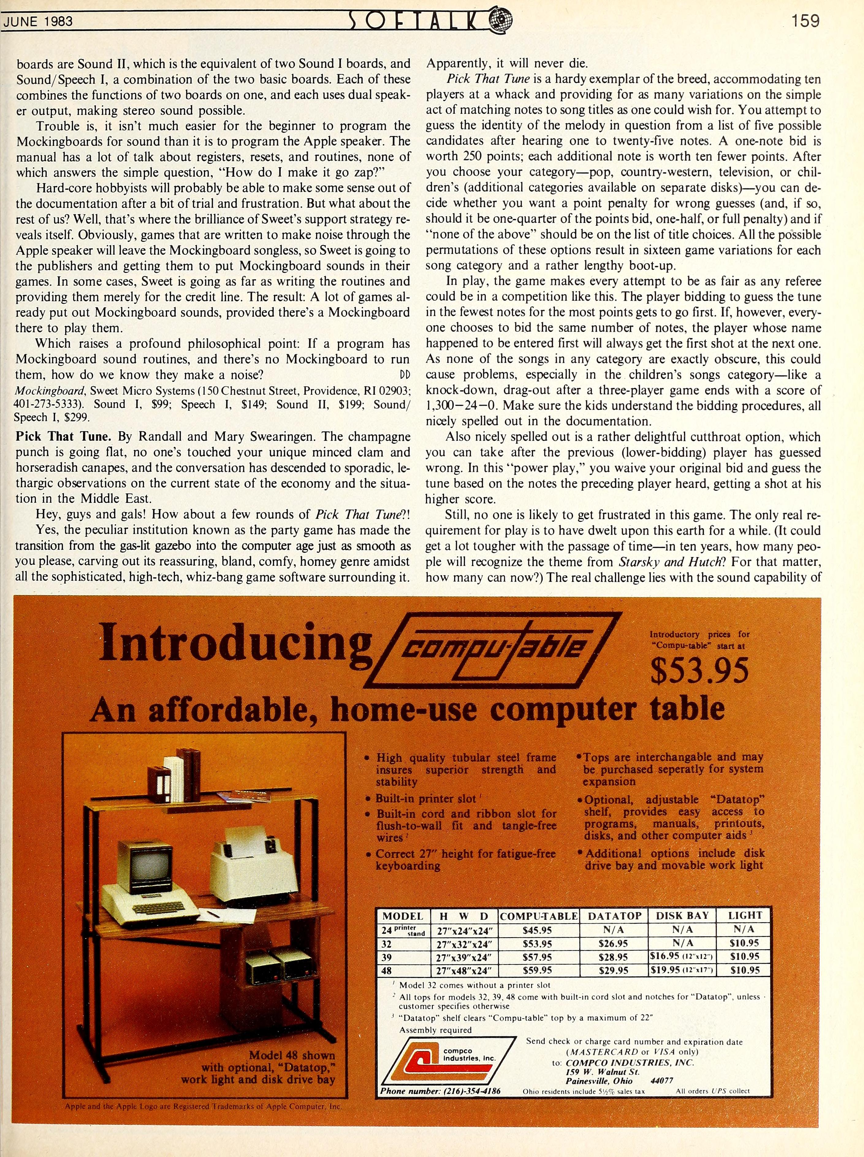 JUNE 1983
SOFTALK
159
boards are Sound II, which is the equivalent of two Sound I boards, and
Sound/Speech I, a combination of the two basic boards. Each of these
combines the functions of two boards on one, and each uses dual speak-
er output, making stereo sound possible.
Trouble is, it isn't much easier for the beginner to program the
Mockingboards for sound than it is to program the Apple speaker. The
manual has a lot of talk about registers, resets, and routines, none of
which answers the simple question, "How do I make it go zap?"
Hard-core hobbyists will probably be able to make some sense out of
the documentation after a bit of trial and frustration. But what about the
rest of us? Well, that's where the brilliance of Sweet's support strategy re-
veals itself. Obviously, games that are written to make noise through the
Apple speaker will leave the Mockingboard songless, so Sweet is going to
the publishers and getting them to put Mockingboard sounds in their
games. In some cases, Sweet is going as far as writing the routines and
providing them merely for the credit line. The result: A lot of games al-
ready put out Mockingboard sounds, provided there's a Mockingboard
there to play them.
Which raises a profound philosophical point: If a program has
Mockingboard sound routines, and there's no Mockingboard to run
them, how do we know they make a noise? DD
Mockingboard, Sweet Micro Systems (150 Chestnut Street, Providence, RI 02903;
401-273-5333). Sound I, $99; Speech I, $149; Sound II, $199; Sound/
Speech I, $299.
Pick That Tune. By Randall and Mary Swearingen. The champagne
punch is going flat, no one's touched your unique minced clam and
horseradish canapes, and the conversation has descended to sporadic, le-
thargic observations on the current state of the economy and the situa-
tion in the Middle East.
Hey, guys and gals! How about a few rounds of Pick That Tune?!
Yes, the peculiar institution known as the party game has made the
transition from the gas-lit gazebo into the computer age just as smooth as
you please, carving out its reassuring, bland, comfy, homey genre amidst
all the sophisticated, high-tech, whiz-bang game software surrounding it.
Apparently, it will never die.
Pick That Tune is a hardy exemplar of the breed, accommodating ten
players at a whack and providing for as many variations on the simple
act of matching notes to song titles as one could wish for. You attempt to
guess the identity of the melody in question from a list of five possible
candidates after hearing one to twenty-five notes. A one-note bid is
worth 250 points; each additional note is worth ten fewer points. After
you choose your category—pop, country-western, television, or chil-
dren's (additional categories available on separate disks)—you can de-
cide whether you want a point penalty for wrong guesses (and, if so,
should it be one-quarter of the points bid, one-half, or full penalty) and if
"none of the above" should be on the list of title choices. All the possible
permutations of these options result in sixteen game variations for each
song category and a rather lengthy boot-up.
In play, the game makes every attempt to be as fair as any referee
could be in a competition like this. The player bidding to guess the tune
in the fewest notes for the most points gets to go first. If, however, every-
one chooses to bid the same number of notes, the player whose name
happened to be entered first will always get the first shot at the next one.
As none of the songs in any category are exactly obscure, this could
cause problems, especially in the children's songs category—like a
knock-down, drag-out after a three-player game ends with a score of
1,300–24–0. Make sure the kids understand the bidding procedures, all
nicely spelled out in the documentation.
Also nicely spelled out is a rather delightful cutthroat option, which
you can take after the previous (lower-bidding) player has guessed
wrong. In this "power play," you waive your original bid and guess the
tune based on the notes the preceding player heard, getting a shot at his
higher score.
Still, no one is likely to get frustrated in this game. The only real re-
quirement for play is to have dwelt upon this earth for a while. (It could
get a lot tougher with the passage of time—in ten years, how many peo-
ple will recognize the theme from Starsky and Hutch? For that matter,
how many can now?) The real challenge lies with the sound capability of
Introducing
compu-table
Introductory prices for
"Compu-table" start at
$53.95
An affordable, home-use computer table
• High quality tubular steel frame
insures superior strength and
stability
• Built-in printer slot 1
• Built-in cord and ribbon slot for
flush-to-wall fit and tangle-free
wires 2
• Correct 27" height for fatigue-free
keyboarding
• Tops are interchangable and may
be purchased seperatly for system
expansion
• Optional, adjustable "Datatop"
shelf, provides easy access to
programs, manuals, printouts,
disks, and other computer aids 3
• Additional options include disk
drive bay and movable work light
MODEL H W D COMPU-TABLE DATATOP DISK BAY LIGHT
24 printer stand 27"x24"x24" $45.95 N/A N/A N/A
32 27"x32"x24" $53.95 $26.95 N/A $10.95
39 27"x39"x24" $57.95 $28.95 $16.95 (12"x12") $10.95
48 27"x48"x24" $59.95 $29.95 $19.95 (12"x17") $10.95
1 Model 32 comes without a printer slot
2 All tops for models 32, 39, 48 come with built-in cord slot and notches for "Datatop", unless
customer specifies otherwise
3 "Datatop" shelf clears "Compu-table" top by a maximum of 22"
Assembly required
compco
industries, inc.
Phone number: (216)-354-4186
Send check or charge card number and expiration date
(MASTERCARD or VISA only)
to: COMPCO INDUSTRIES, INC.
159 W. Walnut St.
Painesville, Ohio 44077
Ohio residents include 5½% sales tax All orders UPS collect
Model 48 shown
with optional, "Datatop,"
work light and disk drive bay
Apple and the Apple Logo are Registered Trademarks of Apple Computer, Inc.